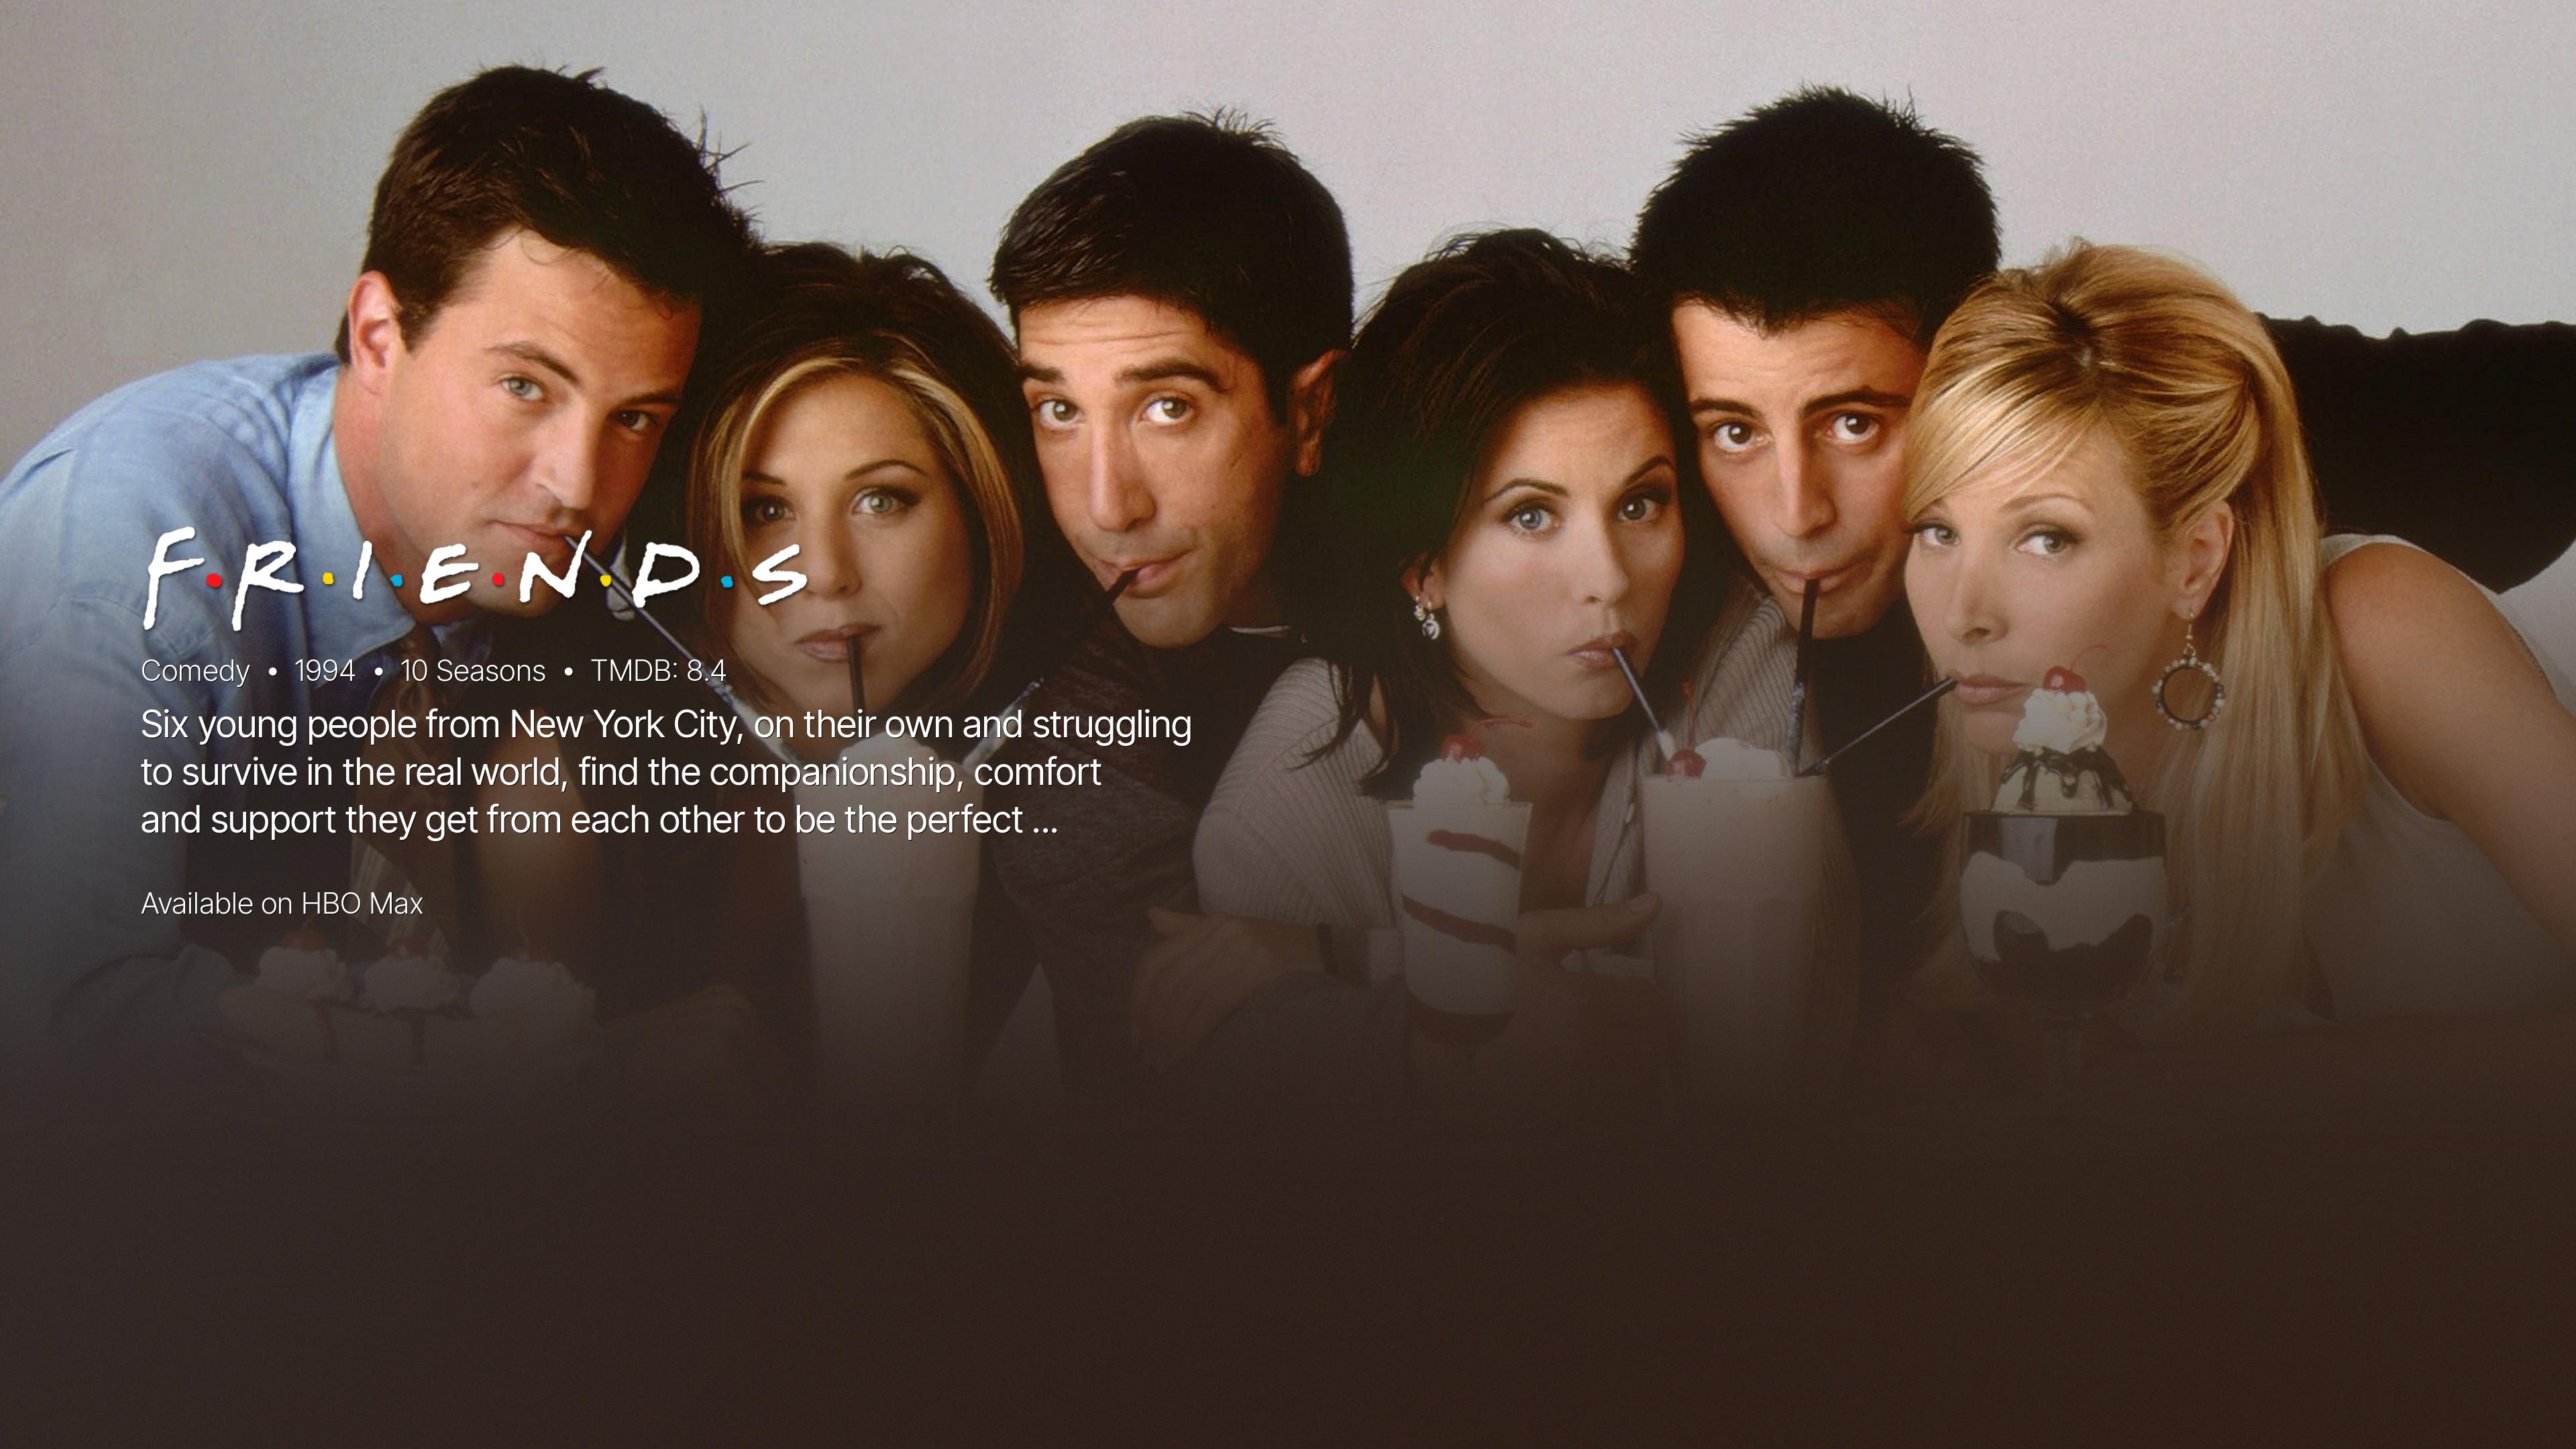 F•R•I•E•N•D•S
Comedy • 1994 • 10 Seasons • TMDB: 8.4
Six young people from New York City, on their own and struggling
to survive in the real world, find the companionship, comfort
and support they get from each other to be the perfect ...
Available on HBO Max